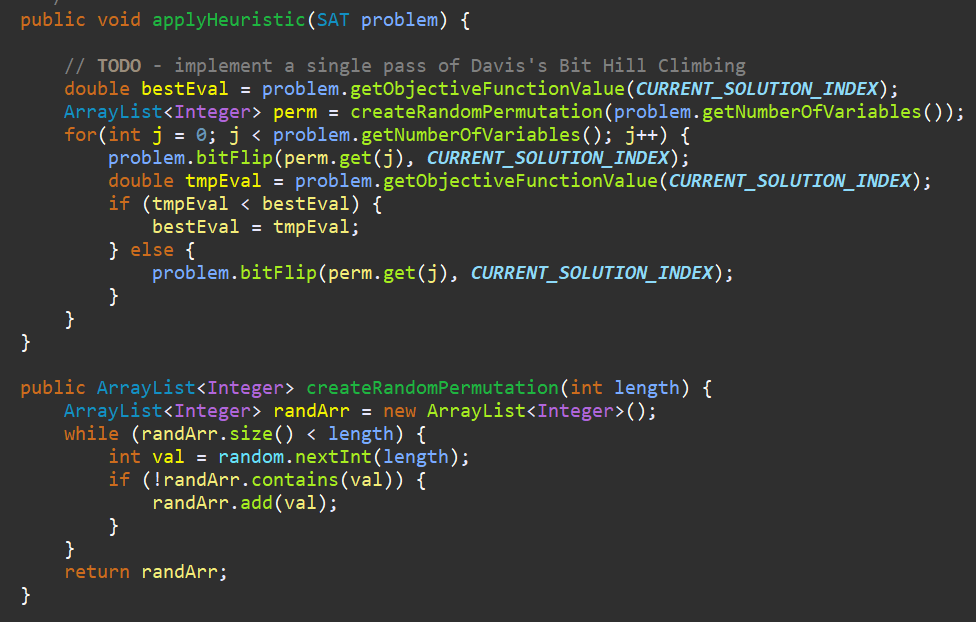 public void applyHeuristic(SAT problem) {
// TODO - implement a single pass of Davis's Bit Hill Climbing
double bestEval = problem.getObjectiveFunctionValue(CURRENT_SOLUTION_INDEX);
ArrayList<Integer> perm = createRandomPermutation(problem.getNumberOfVariables());
for(int j = 0; j < problem.getNumberOfVariables(); j++) {
problem.bitFlip(perm.get(j), CURRENT_SOLUTION_INDEX);
double tmpEval = problem.getObjectiveFunctionValue(CURRENT_SOLUTION_INDEX);
if (tmpEval < bestEval) {
bestEval = tmpEval;
} else {
problem.bitFlip(perm.get(j), CURRENT_SOLUTION_INDEX);
}
}
}
public ArrayList<Integer> createRandomPermutation(int length) {
ArrayList<Integer> randArr = new ArrayList<Integer>();
while (randArr.size() < length) {
int val = random.nextInt(length);
if (!randArr.contains(val)) {
randArr.add(val);
}
}
return randArr;
}